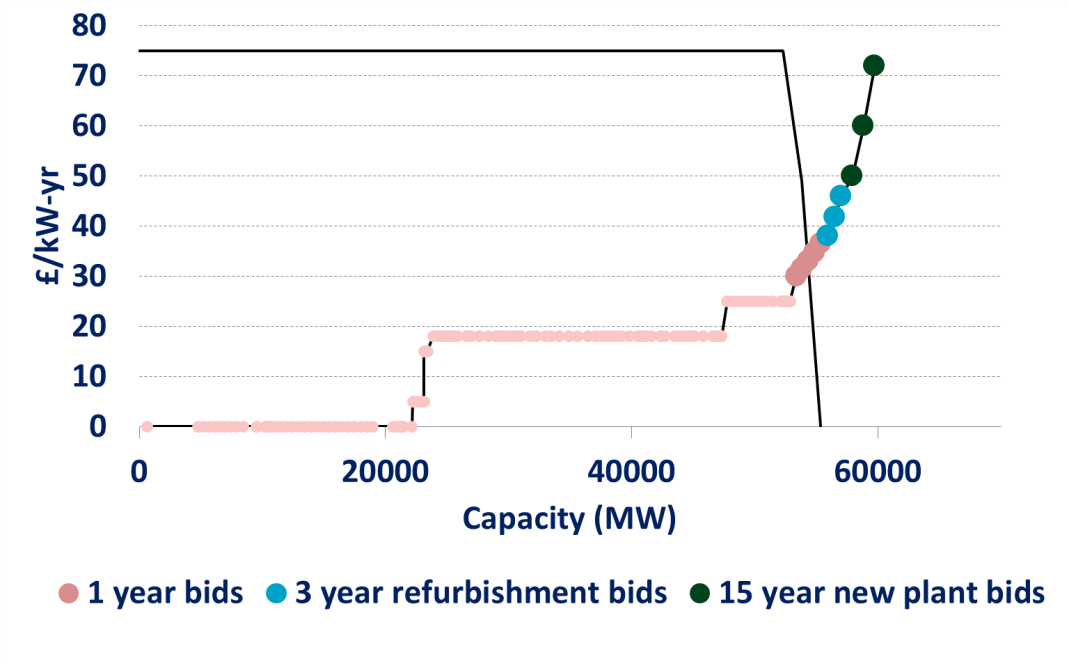 80
70
60
50
40
30
20
10
0
£/kW-yr
0 20000 40000 60000
Capacity (MW)
1 year bids 3 year refurbishment bids 15 year new plant bids